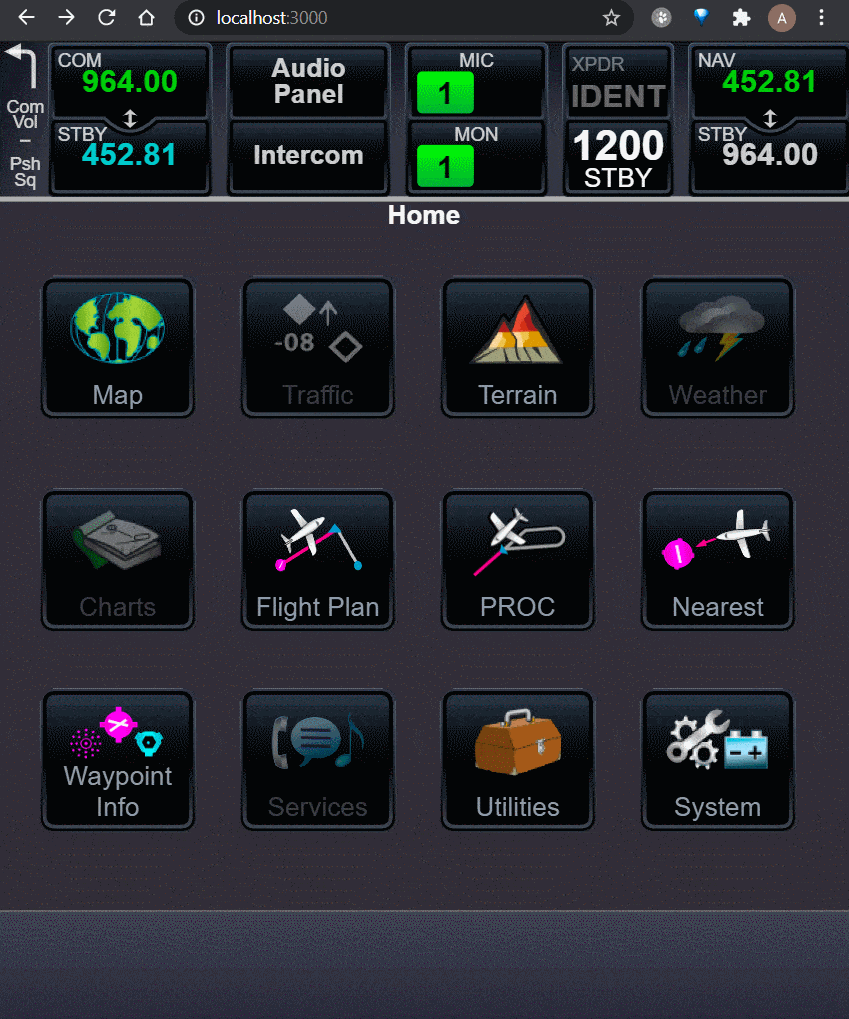 localhost:3000
A
COM
964.00
STBY
452.81
Com
Vol
–
Psh
Sq
Audio
Panel
Intercom
MIC
1
MON
1
XPDR
IDENT
1200
STBY
NAV
452.81
STBY
964.00
Home
Map
-08
Traffic
Terrain
Weather
Charts
Flight Plan
PROC
Nearest
Waypoint
Info
Services
Utilities
System